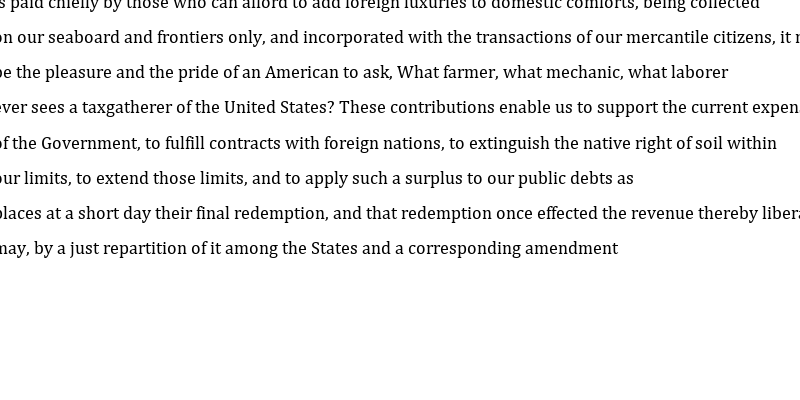 s paid chiefly by those who can afford to add foreign luxuries to domestic comforts, being collected
on our seaboard and frontiers only, and incorporated with the transactions of our mercantile citizens, it
be the pleasure and the pride of an American to ask, What farmer, what mechanic, what laborer
ever sees a taxgatherer of the United States? These contributions enable us to support the current expen
of the Government, to fulfill contracts with foreign nations, to extinguish the native right of soil within
our limits, to extend those limits, and to apply such a surplus to our public debts as
places at a short day their final redemption, and that redemption once effected the revenue thereby libera
may, by a just repartition of it among the States and a corresponding amendment